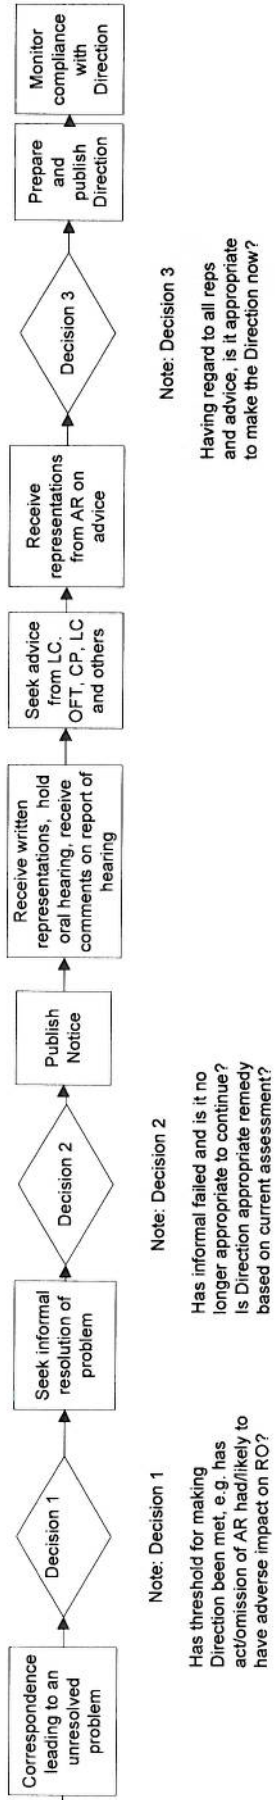 Correspondence
leading to an
unresolved
problem
Decision 1
Seek informal
resolution of
problem
Decision 2
Publish
Notice
Receive written
representations, hold
oral hearing, receive
comments on report of
hearing
Seek advice
from LC.
OFT, CP, LC
and others
Receive
representations
from AR on
advice
Decision 3
Prepare
and
publish
Direction
Monitor
compliance
with
Direction
Note: Decision 1
Has threshold for making
Direction been met, e.g. has
act/omission of AR had/likely to
have adverse impact on RO?
Note: Decision 2
Has informal failed and is it no
longer appropriate to continue?
Is Direction appropriate remedy
based on current assessment?
Note: Decision 3
Having regard to all reps
and advice, is it appropriate
to make the Direction now?